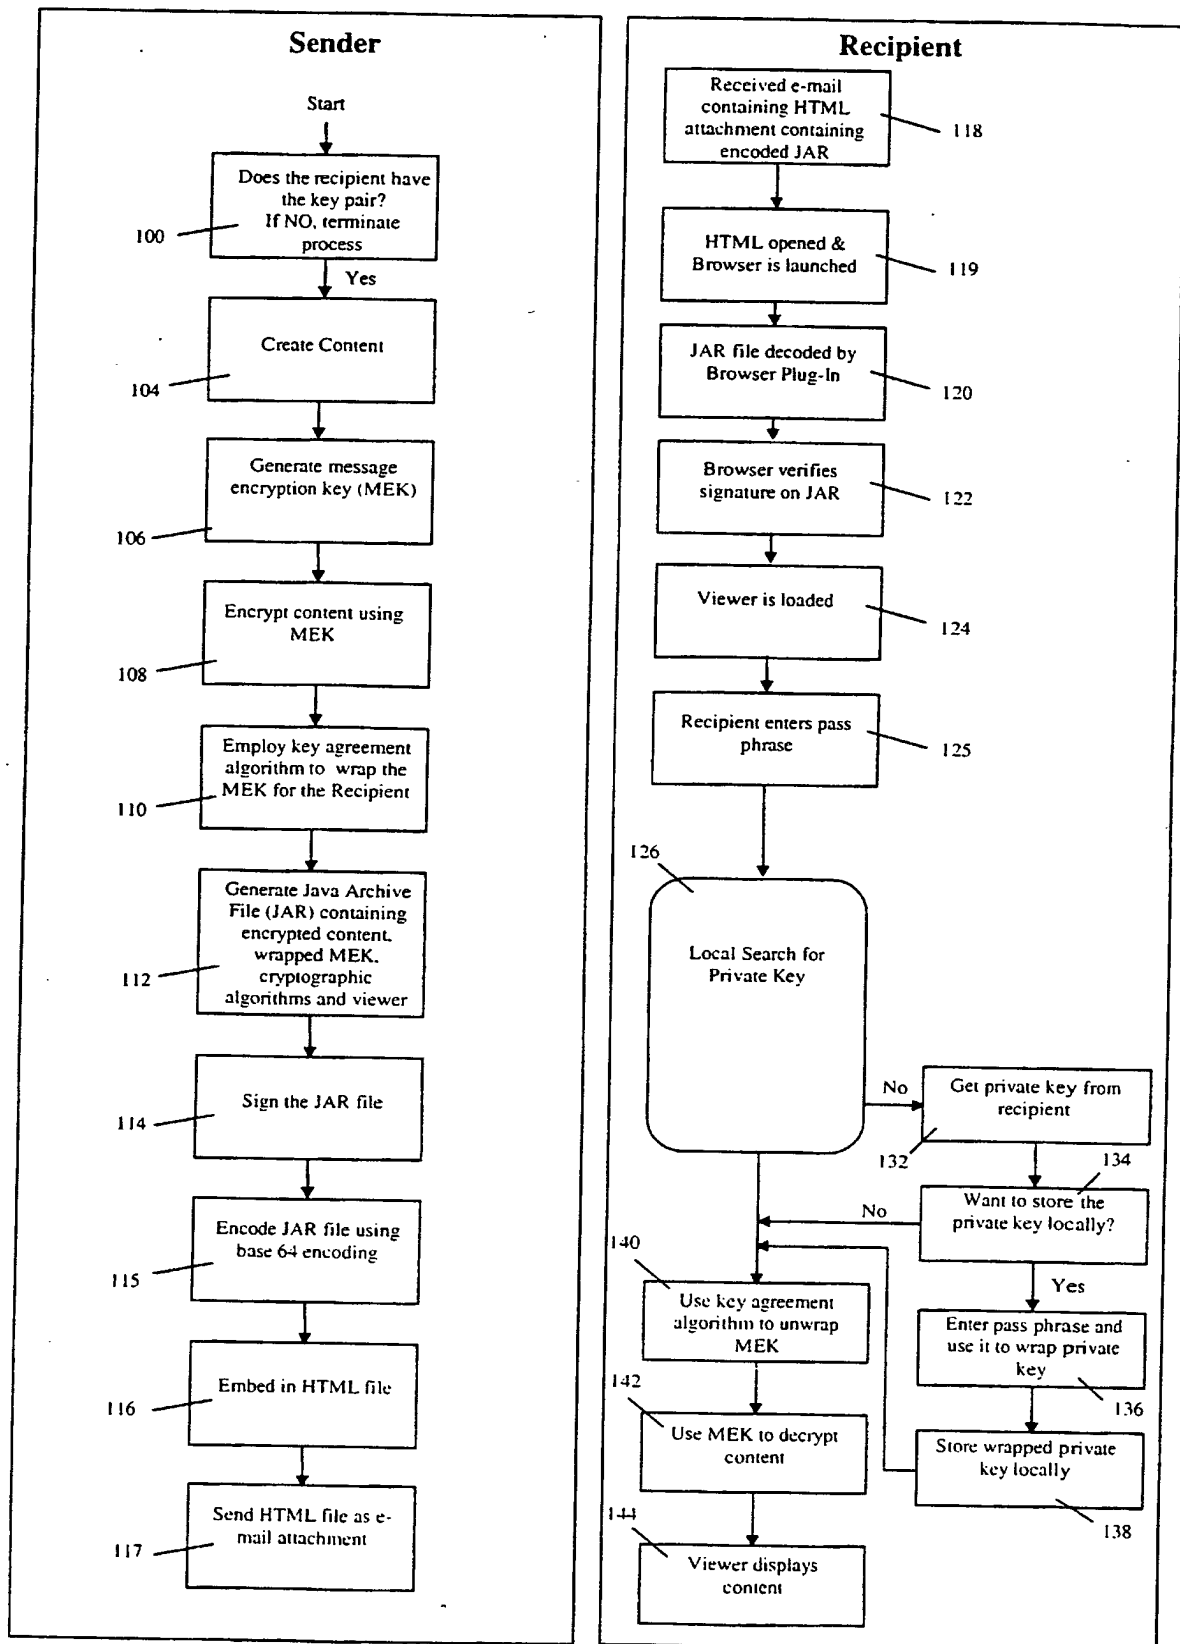 Sender
Start
Does the recipient have
the key pair?
If NO, terminate
process
100
Yes
Create Content
104
Generate message
encryption key (MEK)
106
Encrypt content using
MEK
108
Employ key agreement
algorithm to wrap the
MEK for the Recipient
110
Generate Java Archive
File (JAR) containing
encrypted content,
wrapped MEK,
cryptographic
algorithms and viewer
112
Sign the JAR file
114
Encode JAR file using
base 64 encoding
115
Embed in HTML file
116
Send HTML file as e-
mail attachment
117
Recipient
Received e-mail
containing HTML
attachment containing
encoded JAR
118
HTML opened &
Browser is launched
119
JAR file decoded by
Browser Plug-In
120
Browser verifies
signature on JAR
122
Viewer is loaded
124
Recipient enters pass
phrase
125
126
Local Search for
Private Key
No
Get private key from
recipient
132
134
Want to store the
private key locally?
No
Yes
Enter pass phrase and
use it to wrap private
key
136
Store wrapped private
key locally
138
140
Use key agreement
algorithm to unwrap
MEK
142
Use MEK to decrypt
content
144
Viewer displays
content